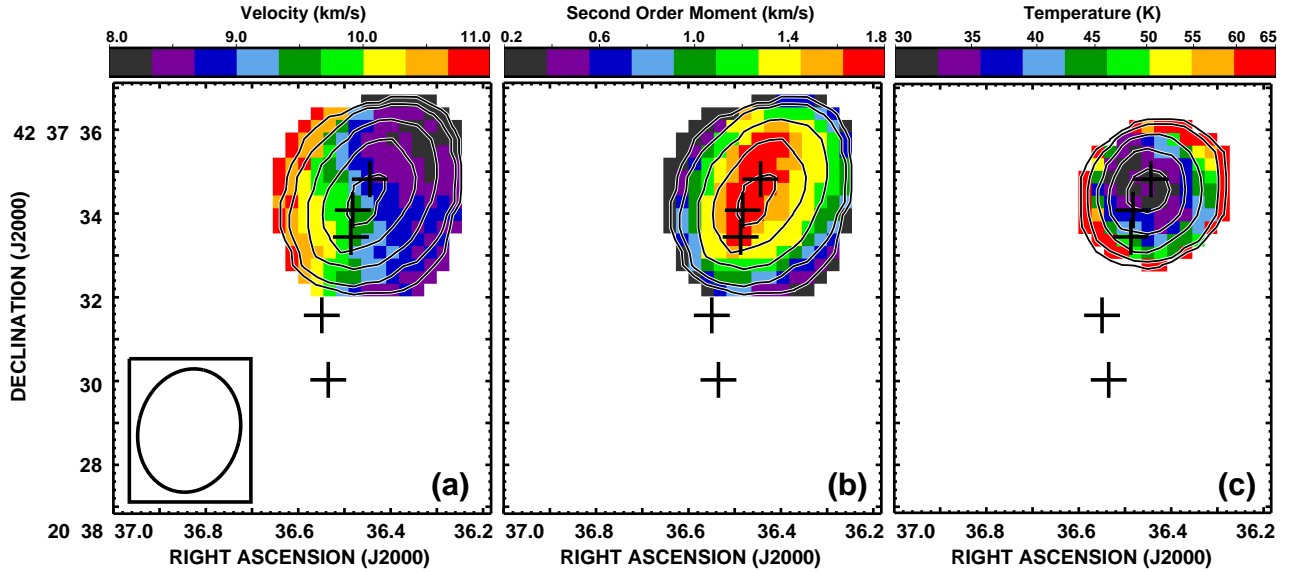 Velocity (km/s) Second Order Moment (km/s) Temperature (K)
8.0 9.0 10.0 11.0 0.2 0.6 1.0 1.4 1.8 30 35 40 45 50 55 60 65
DECLINATION (J2000)
42 37 36
34
32
30
28
(a) (b) (c)
20 38 37.0 36.8 36.6 36.4 36.2 37.0 36.8 36.6 36.4 36.2 37.0 36.8 36.6 36.4 36.2
RIGHT ASCENSION (J2000) RIGHT ASCENSION (J2000) RIGHT ASCENSION (J2000)